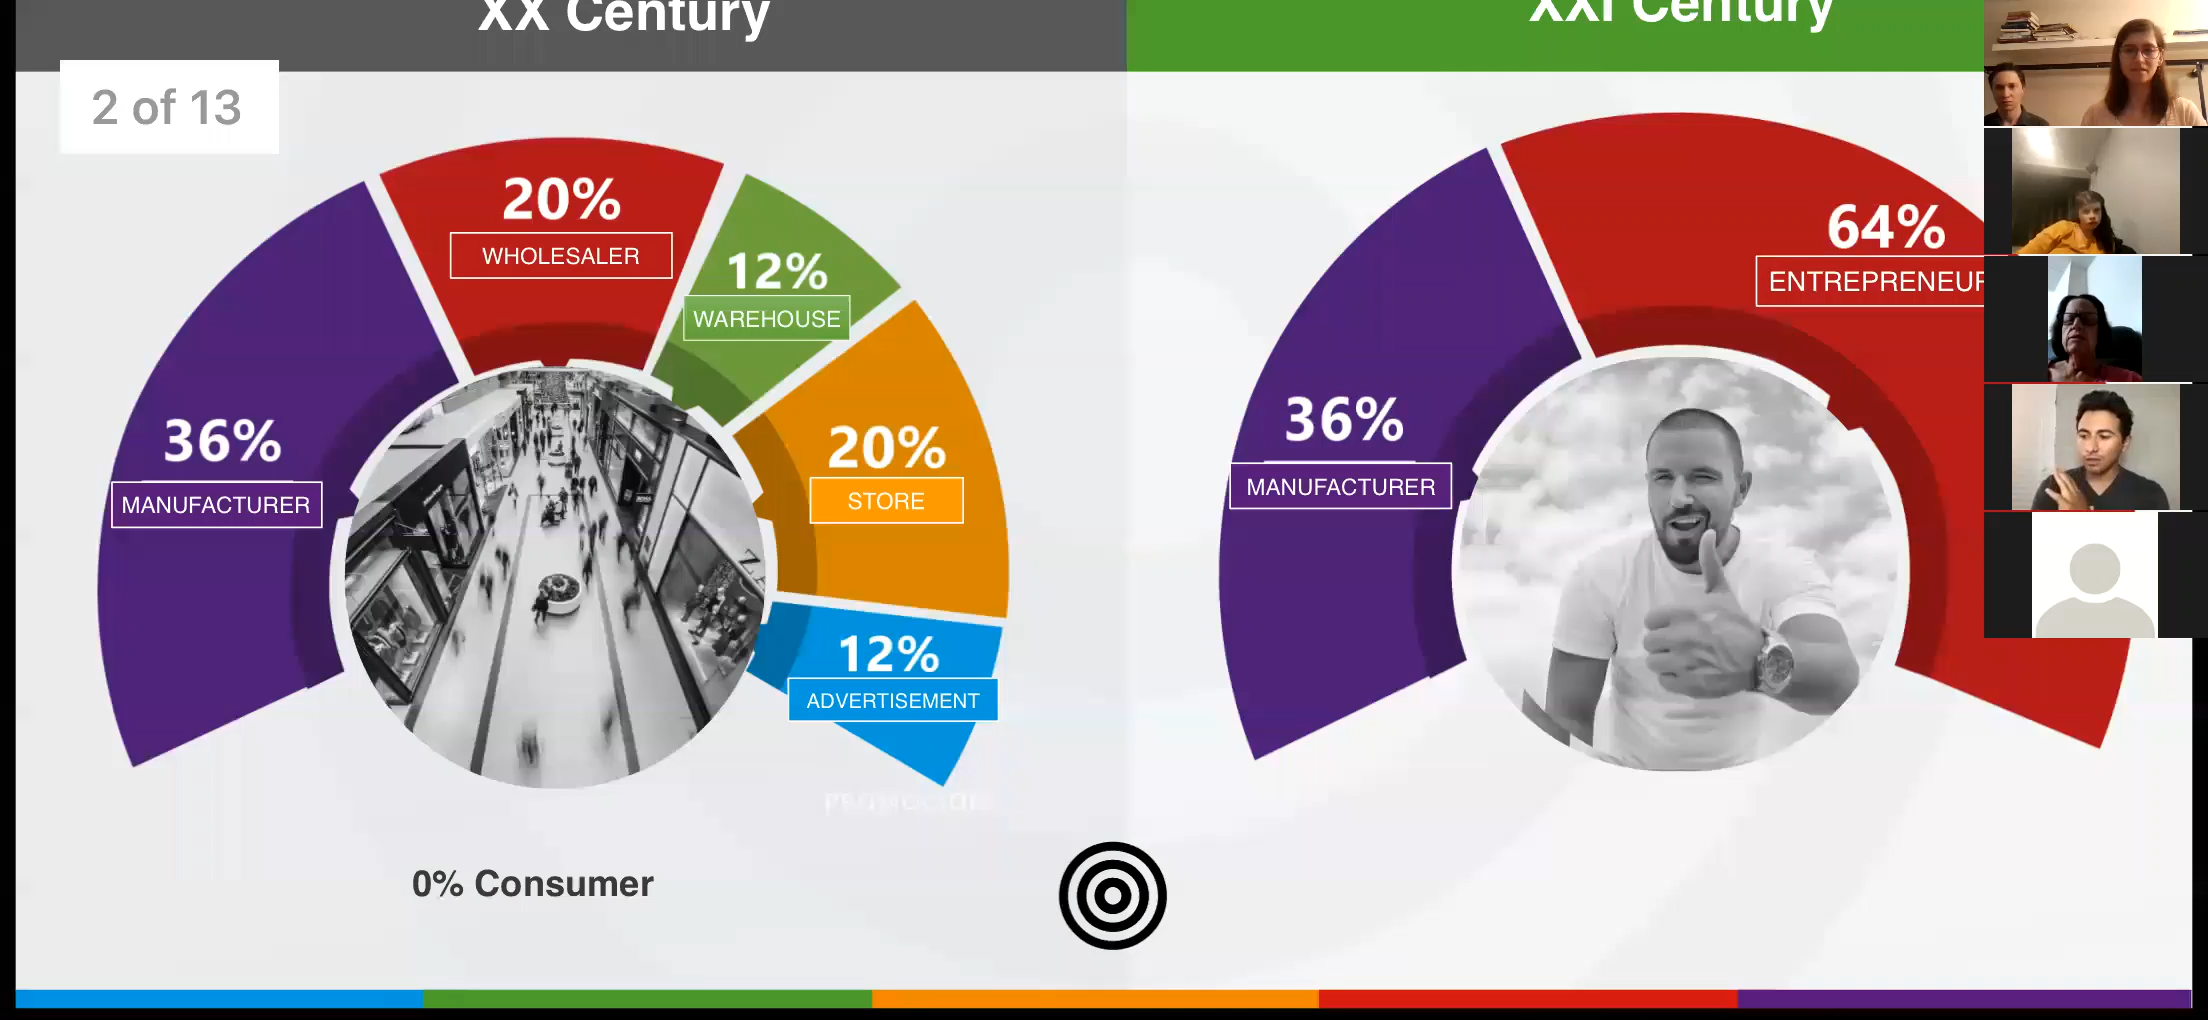 XX Century
XXI Century
2 of 13
36%
MANUFACTURER
20%
WHOLESALER
12%
WAREHOUSE
20%
STORE
12%
ADVERTISEMENT
0% Consumer
36%
MANUFACTURER
64%
ENTREPRENEUR